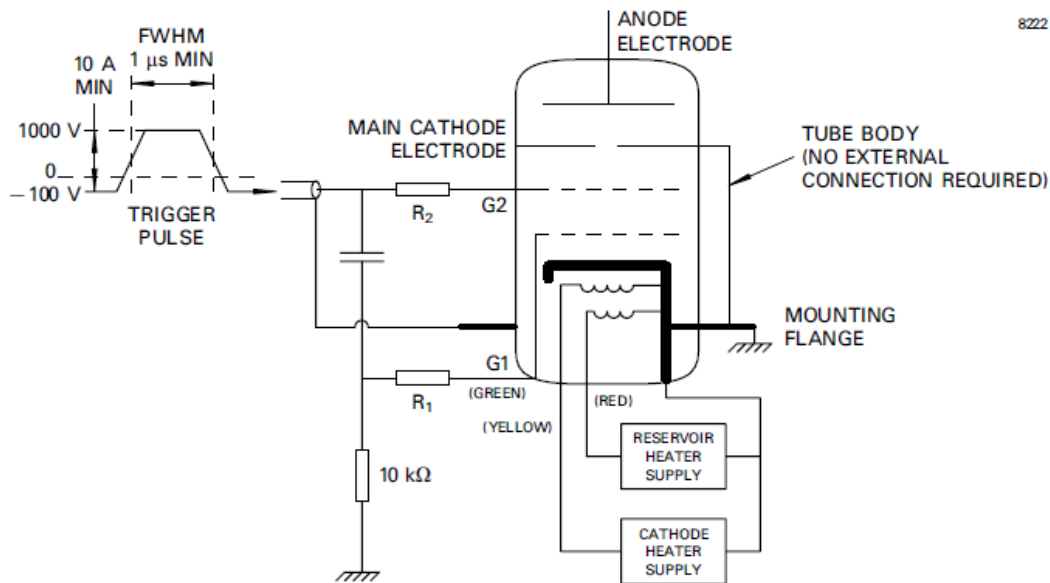 8222
FWHM
1 μs MIN
10 A
MIN
1000 V
0
−100 V
TRIGGER
PULSE
ANODE
ELECTRODE
MAIN CATHODE
ELECTRODE
TUBE BODY
(NO EXTERNAL
CONNECTION REQUIRED)
R2
G2
MOUNTING
FLANGE
G1
(GREEN)
R1
(YELLOW)
(RED)
10 kΩ
RESERVOIR
HEATER
SUPPLY
CATHODE
HEATER
SUPPLY